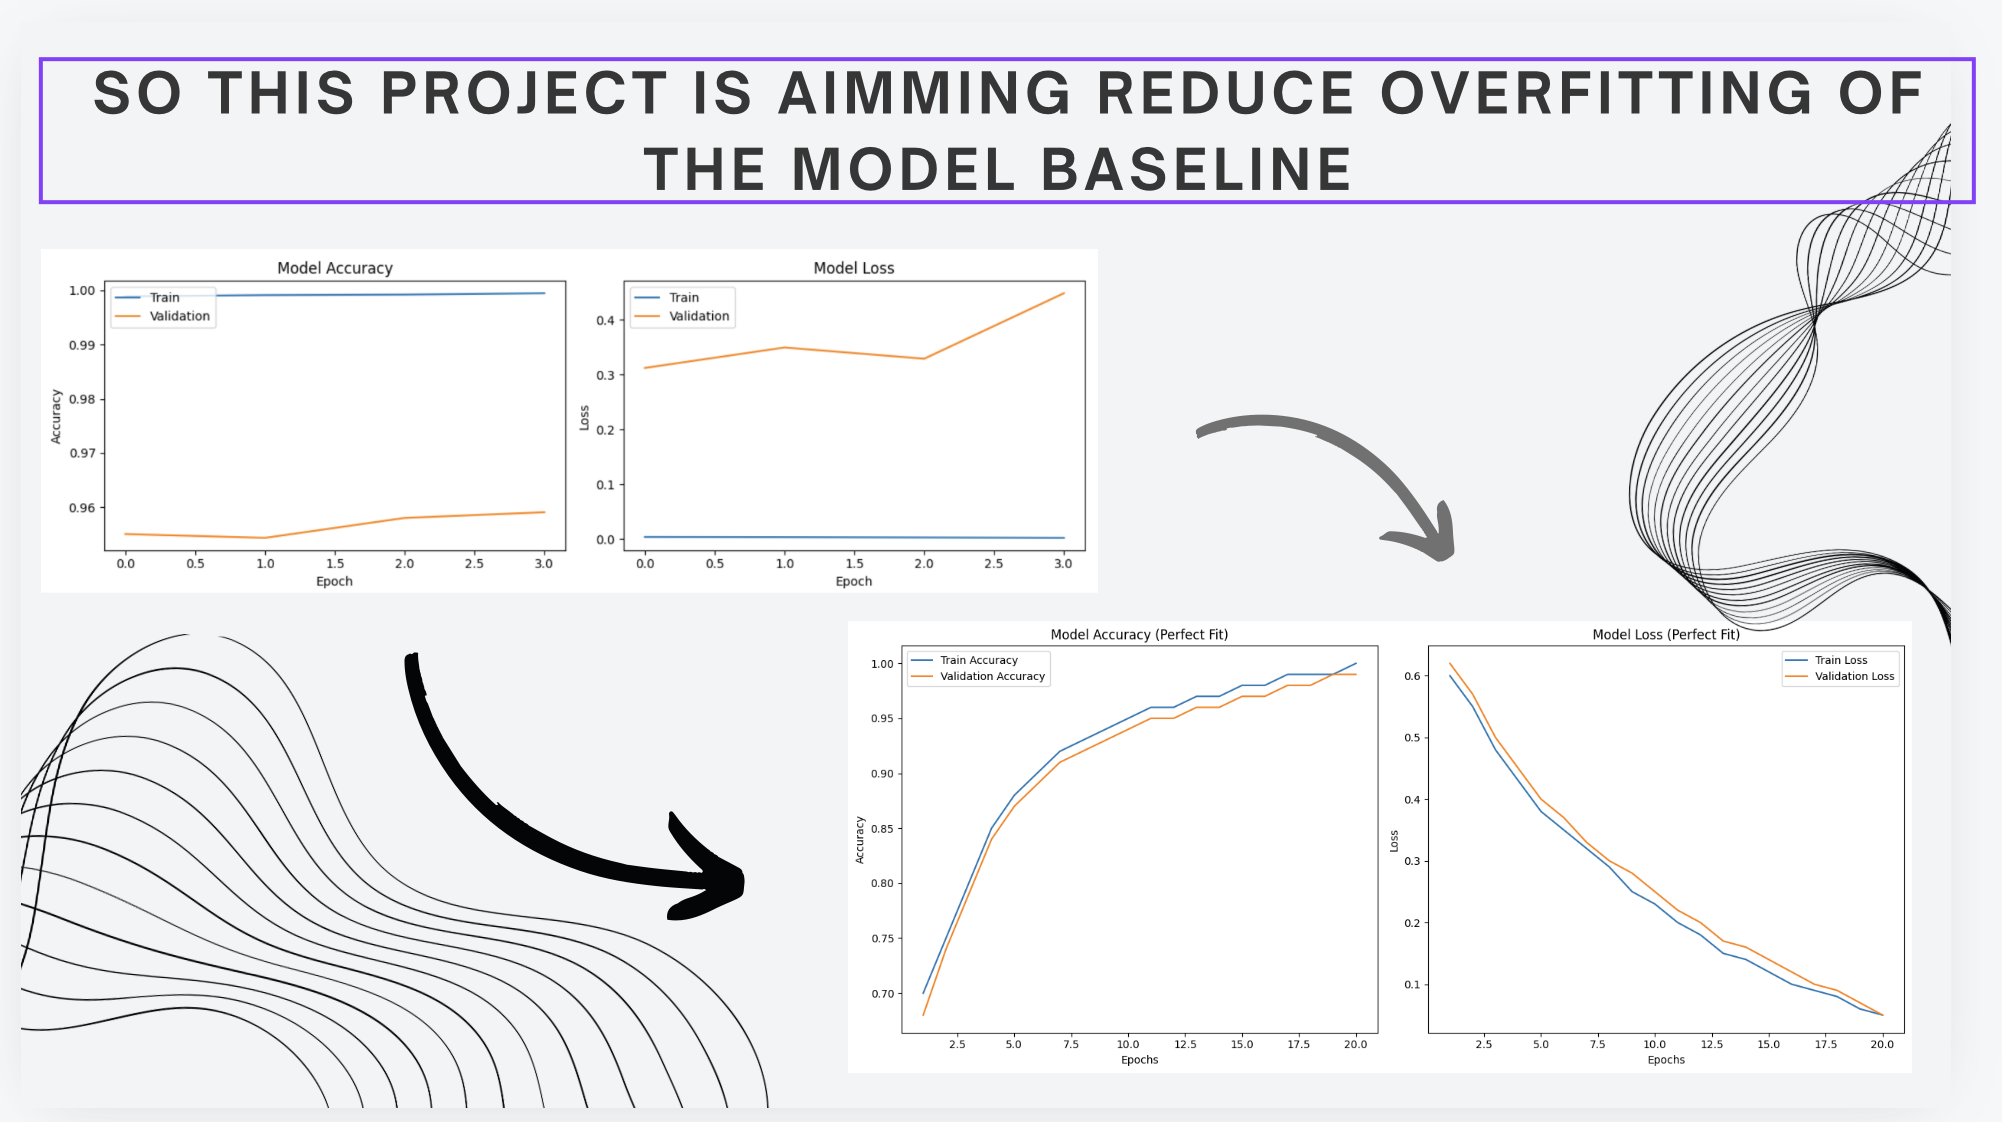 SO THIS PROJECT IS AIMMING REDUCE OVERFITTING OF
THE MODEL BASELINE
Model Accuracy
Train
Validation
1.00
0.99
0.98
0.97
0.96
Accuracy
0.0 0.5 1.0 1.5 2.0 2.5 3.0
Epoch
Model Loss
Train
Validation
0.4
0.3
0.2
0.1
0.0
Loss
0.0 0.5 1.0 1.5 2.0 2.5 3.0
Epoch
Model Accuracy (Perfect Fit)
Train Accuracy
Validation Accuracy
1.00
0.95
0.90
0.85
0.80
0.75
0.70
Accuracy
2.5 5.0 7.5 10.0 12.5 15.0 17.5 20.0
Epochs
Model Loss (Perfect Fit)
Train Loss
Validation Loss
0.6
0.5
0.4
0.3
0.2
0.1
Loss
2.5 5.0 7.5 10.0 12.5 15.0 17.5 20.0
Epochs